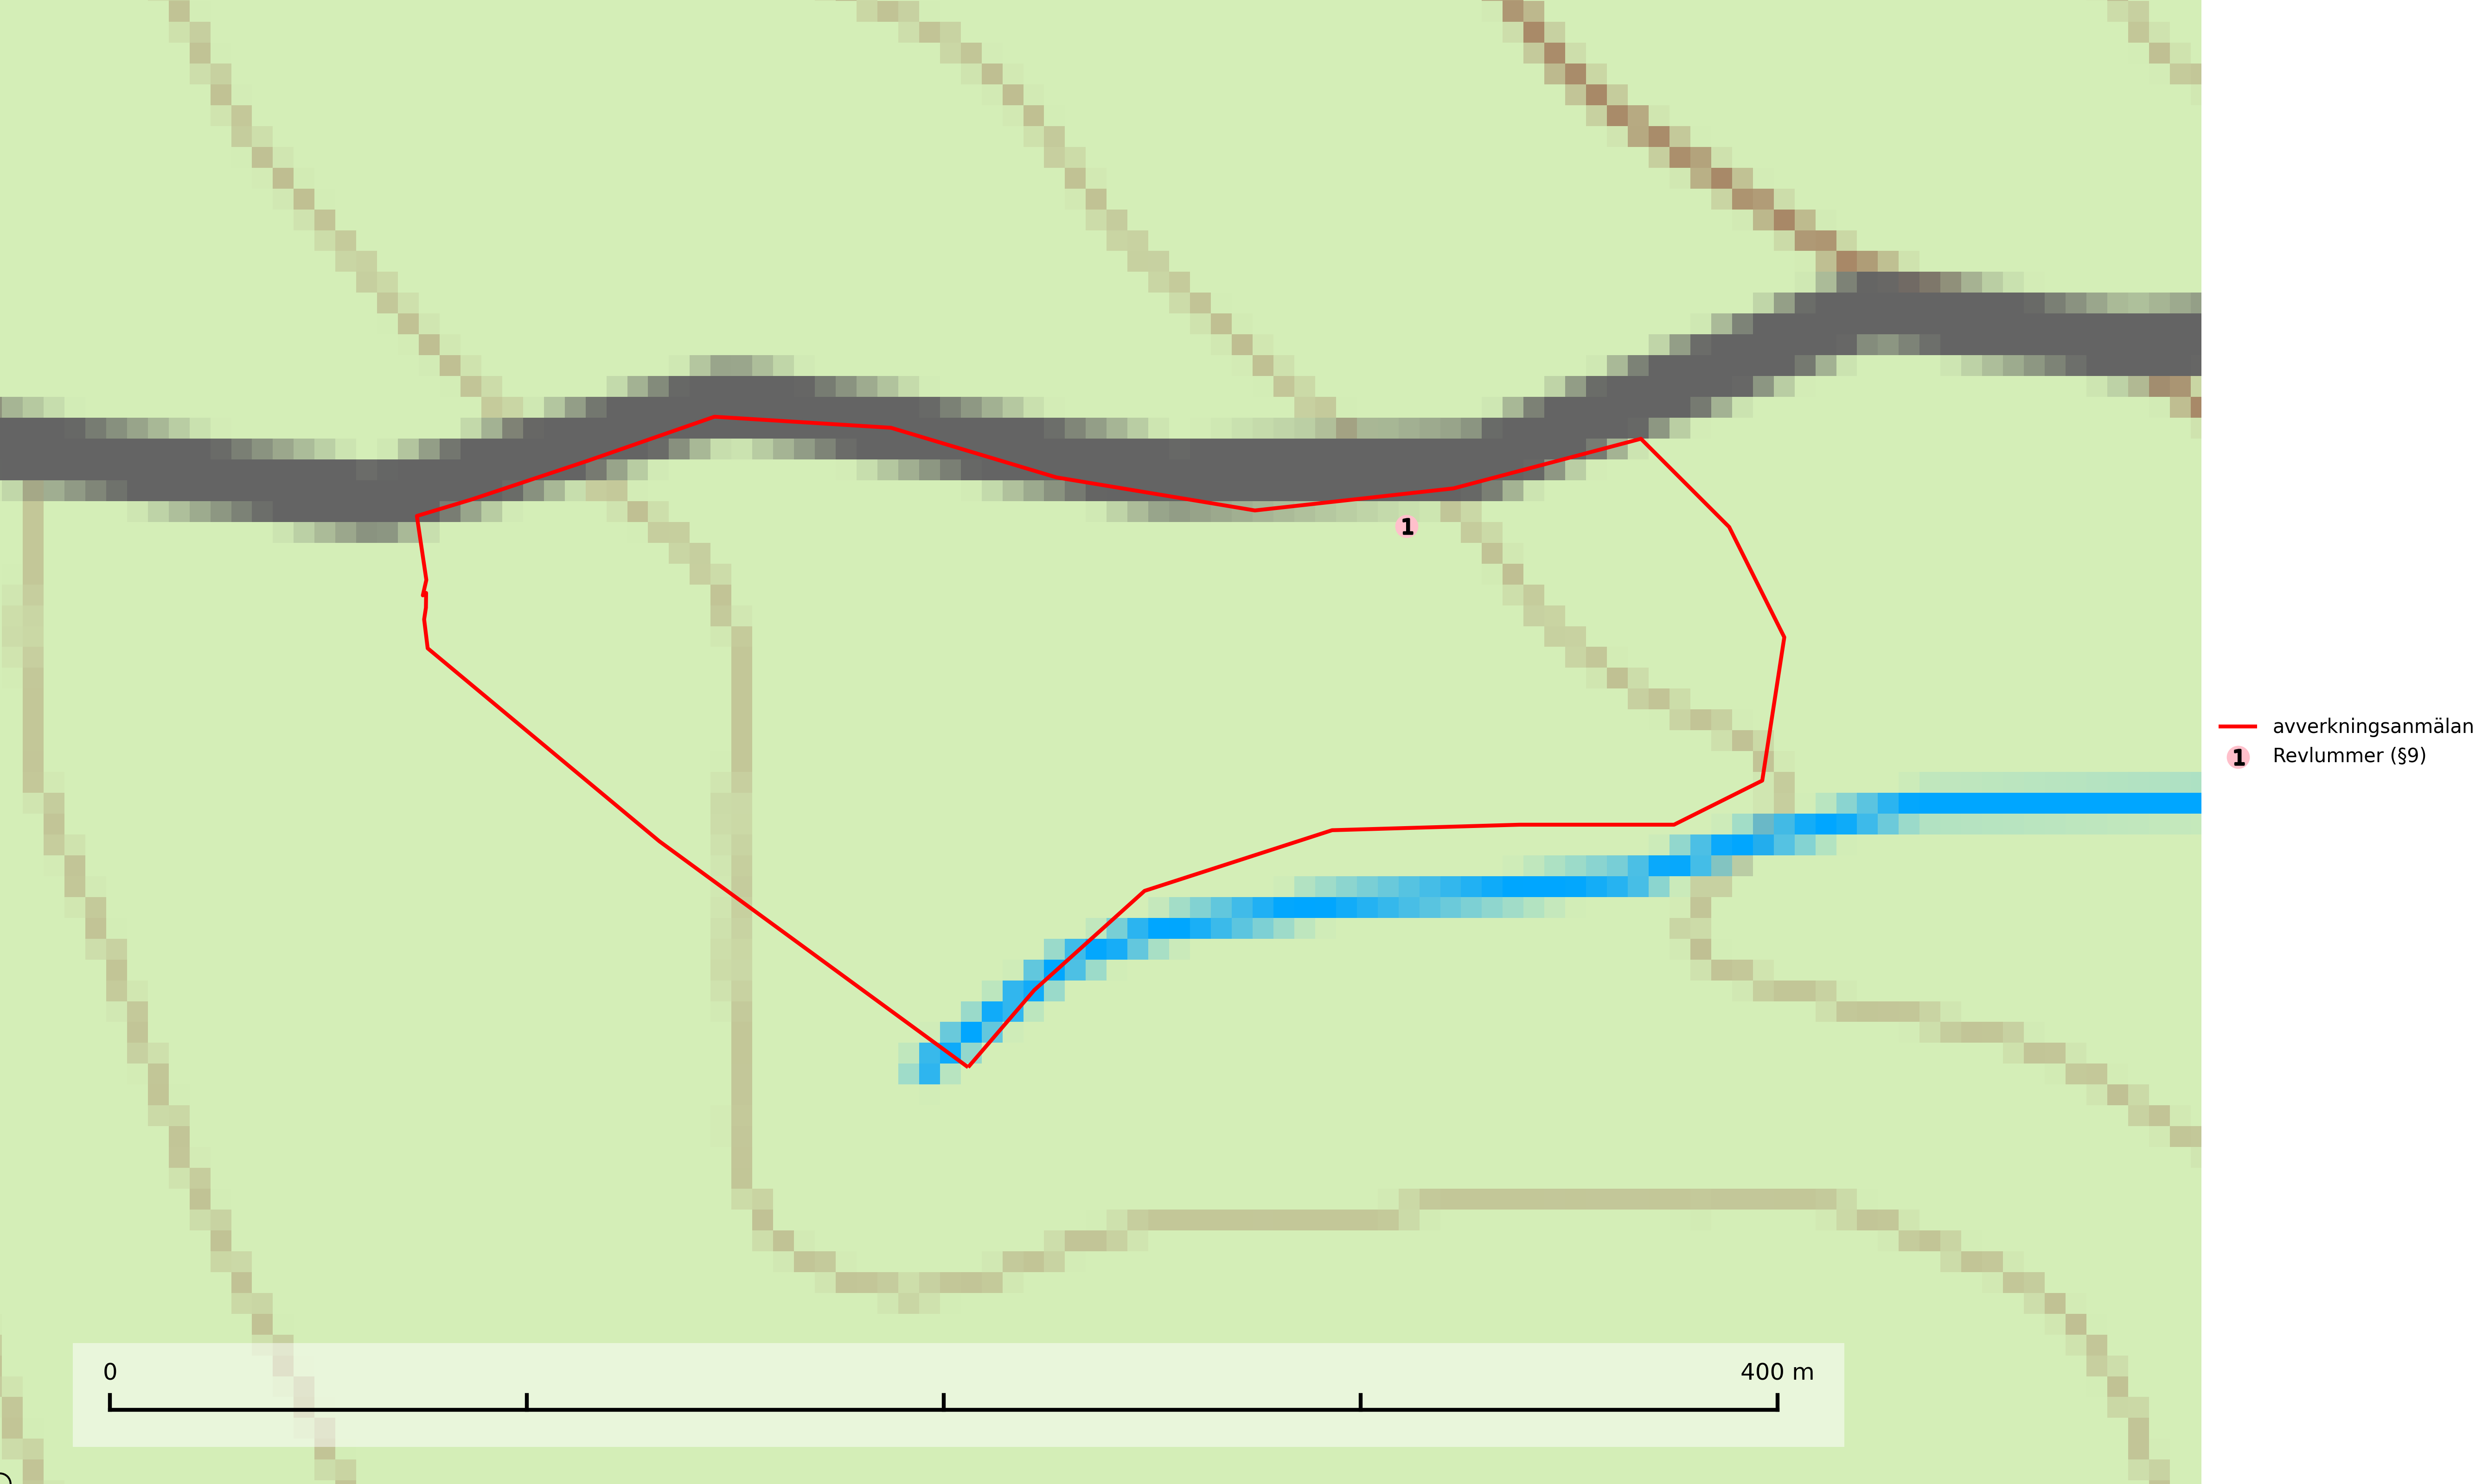 1
avverkningsanmälan
1 Revlummer (§9)
0 400 m